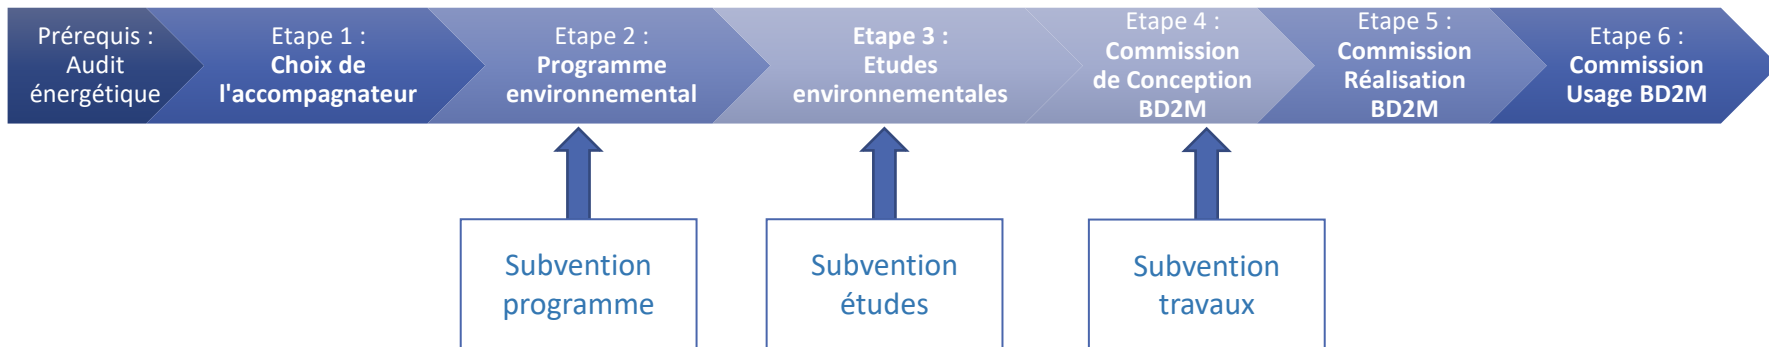 Prérequis :
Audit
énergétique
Etape 1 :
Choix de
l'accompagnateur
Etape 2 :
Programme
environnemental
Etape 3 :
Etudes
environnementales
Etape 4 :
Commission
de Conception
BD2M
Etape 5 :
Commission
Réalisation
BD2M
Etape 6 :
Commission
Usage BD2M
Subvention
programme
Subvention
études
Subvention
travaux